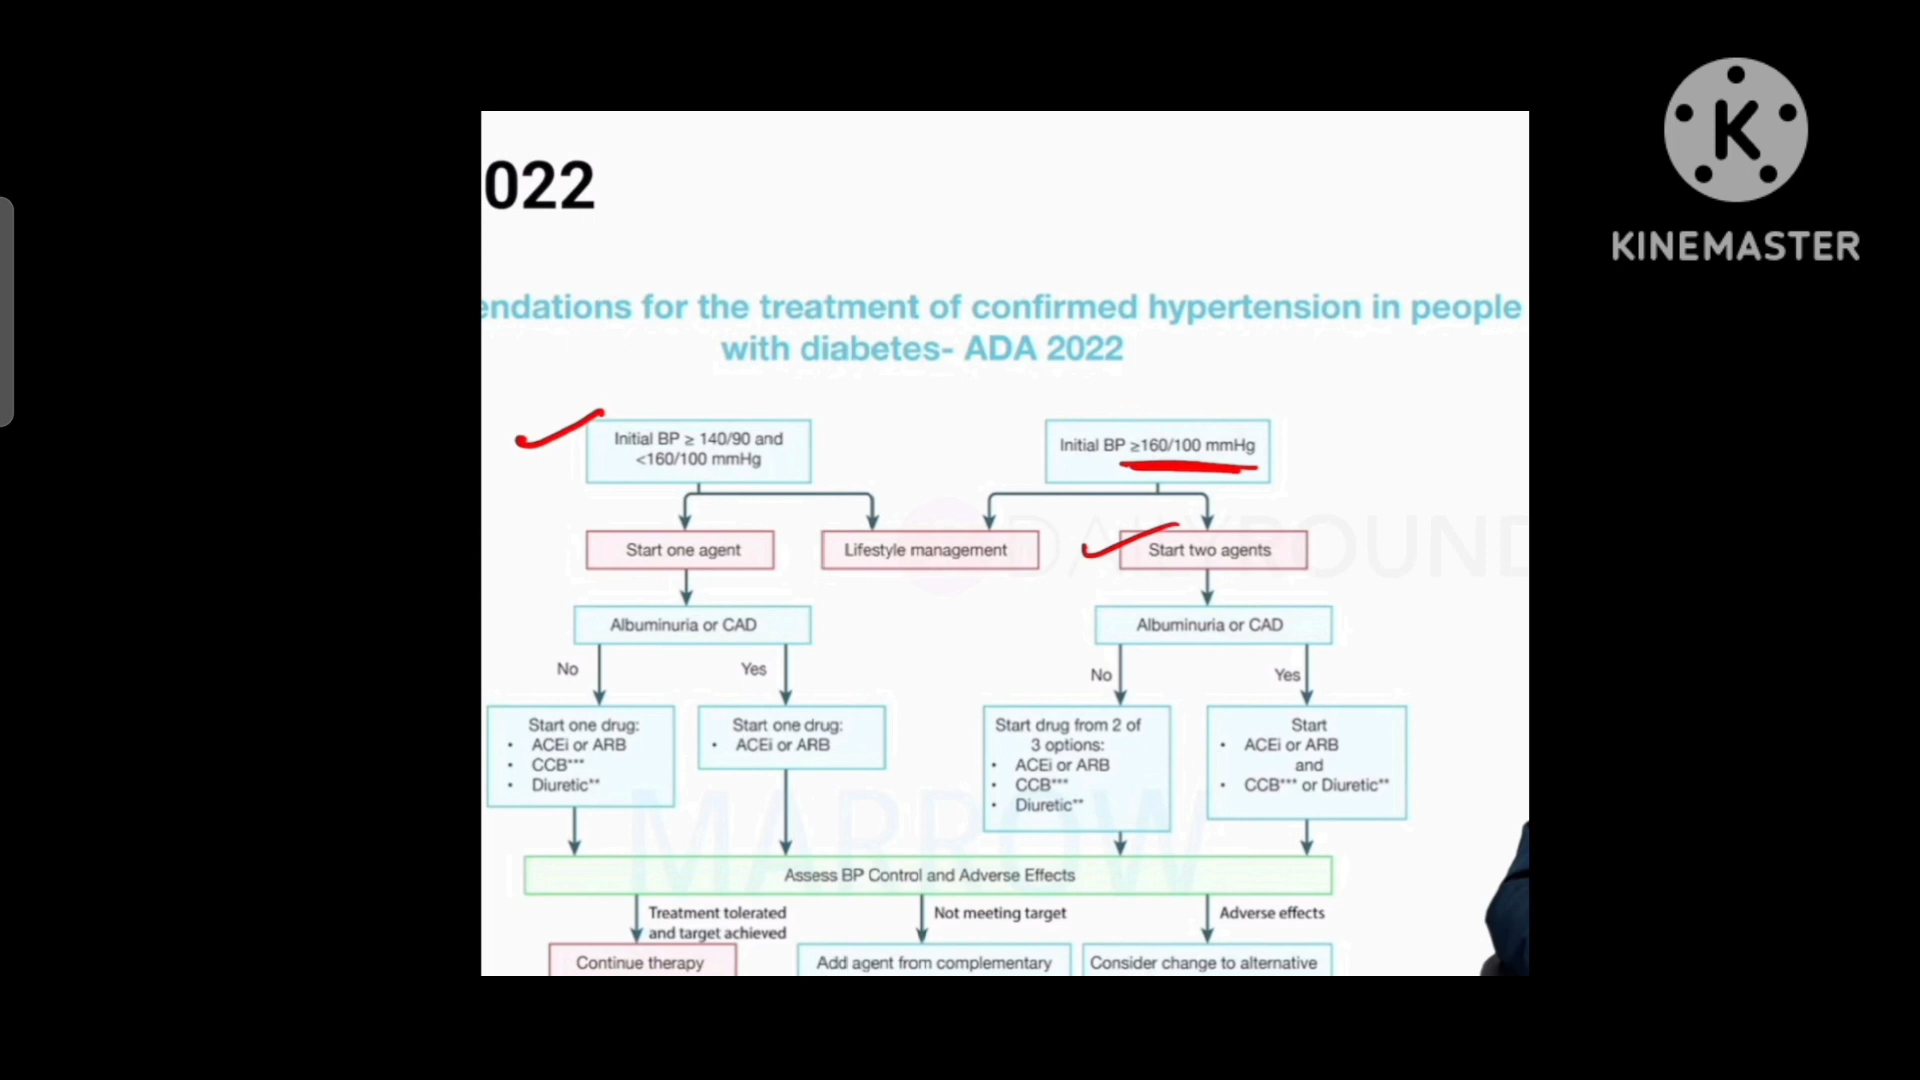 022
KINEMASTER
endations for the treatment of confirmed hypertension in people
with diabetes- ADA 2022
Initial BP ≥ 140/90 and
<160/100 mmHg
Initial BP ≥160/100 mmHg
Start one agent
Lifestyle management
Start two agents
Albuminuria or CAD
Albuminuria or CAD
No
Yes
No
Yes
Start one drug:
• ACEi or ARB
• CCB***
• Diuretic**
Start one drug:
• ACEi or ARB
Start drug from 2 of
3 options:
• ACEi or ARB
• CCB***
• Diuretic**
Start
• ACEi or ARB
and
• CCB*** or Diuretic**
MARROW
DAILYROUND
Assess BP Control and Adverse Effects
Treatment tolerated
and target achieved
Not meeting target
Adverse effects
Continue therapy
Add agent from complementary
Consider change to alternative